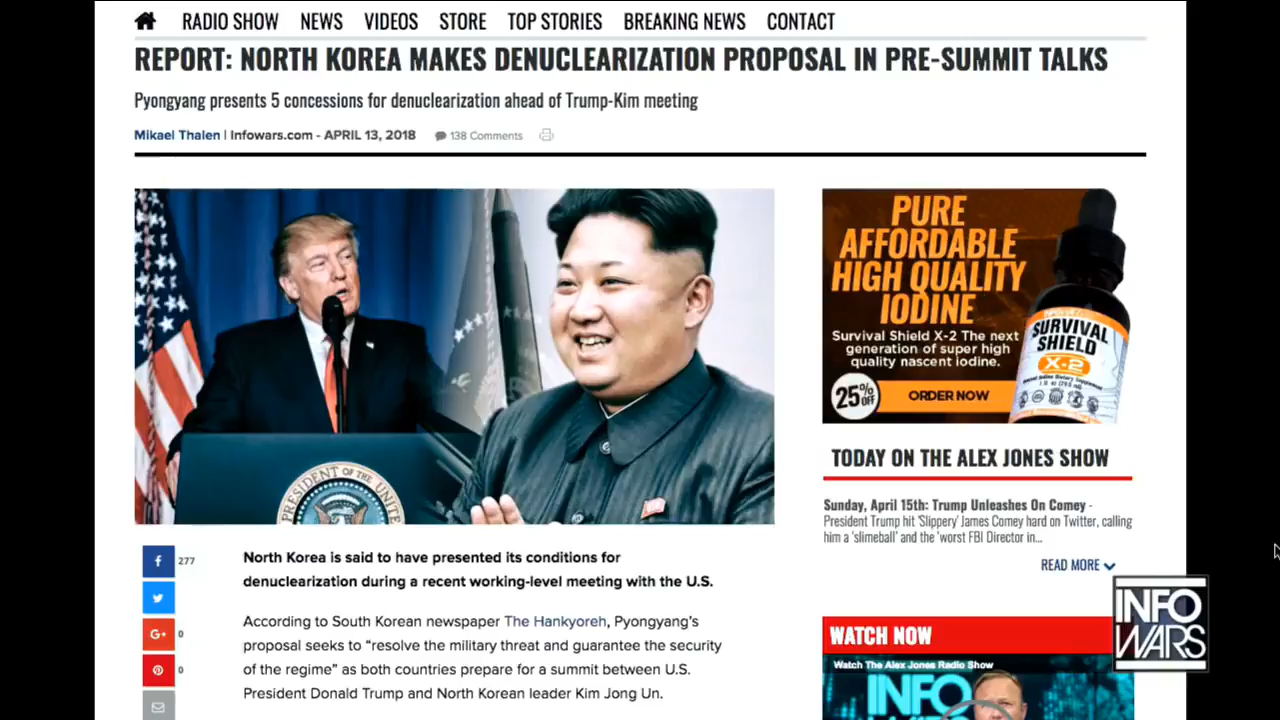 RADIO SHOW NEWS VIDEOS STORE TOP STORIES BREAKING NEWS CONTACT
REPORT: NORTH KOREA MAKES DENUCLEARIZATION PROPOSAL IN PRE-SUMMIT TALKS
Pyongyang presents 5 concessions for denuclearization ahead of Trump-Kim meeting
Mikael Thalen | Infowars.com - APRIL 13, 2018 138 Comments
PRESIDENT OF THE UNITED
PURE
AFFORDABLE
HIGH QUALITY
IODINE
Survival Shield X-2 The next
generation of super high
quality nascent iodine.
25%
OFF
ORDER NOW
SURVIVAL
SHIELD
X-2
TODAY ON THE ALEX JONES SHOW
Sunday, April 15th: Trump Unleashes On Comey -
President Trump hit 'Slippery' James Comey hard on Twitter, calling
him a 'slimeball' and the 'worst FBI Director in...
READ MORE
277
0
G+
0
North Korea is said to have presented its conditions for
denuclearization during a recent working-level meeting with the U.S.
According to South Korean newspaper The Hankyoreh, Pyongyang's
proposal seeks to "resolve the military threat and guarantee the security
of the regime" as both countries prepare for a summit between U.S.
President Donald Trump and North Korean leader Kim Jong Un.
WATCH NOW
Watch The Alex Jones Radio Show
INFO
INFO
WARS